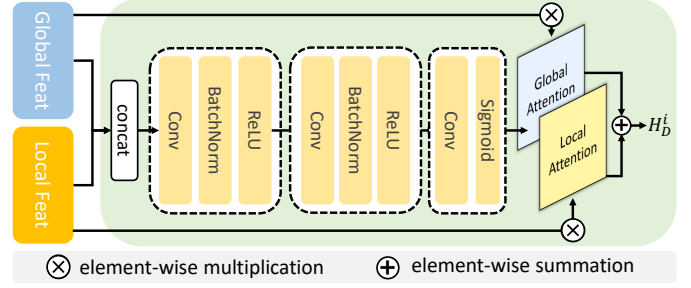 Global Feat
Local Feat
concat
Conv
BatchNorm
ReLU
Conv
BatchNorm
ReLU
Conv
Sigmoid
Global
Attention
Local
Attention
$H_D^i$
element-wise multiplication
element-wise summation